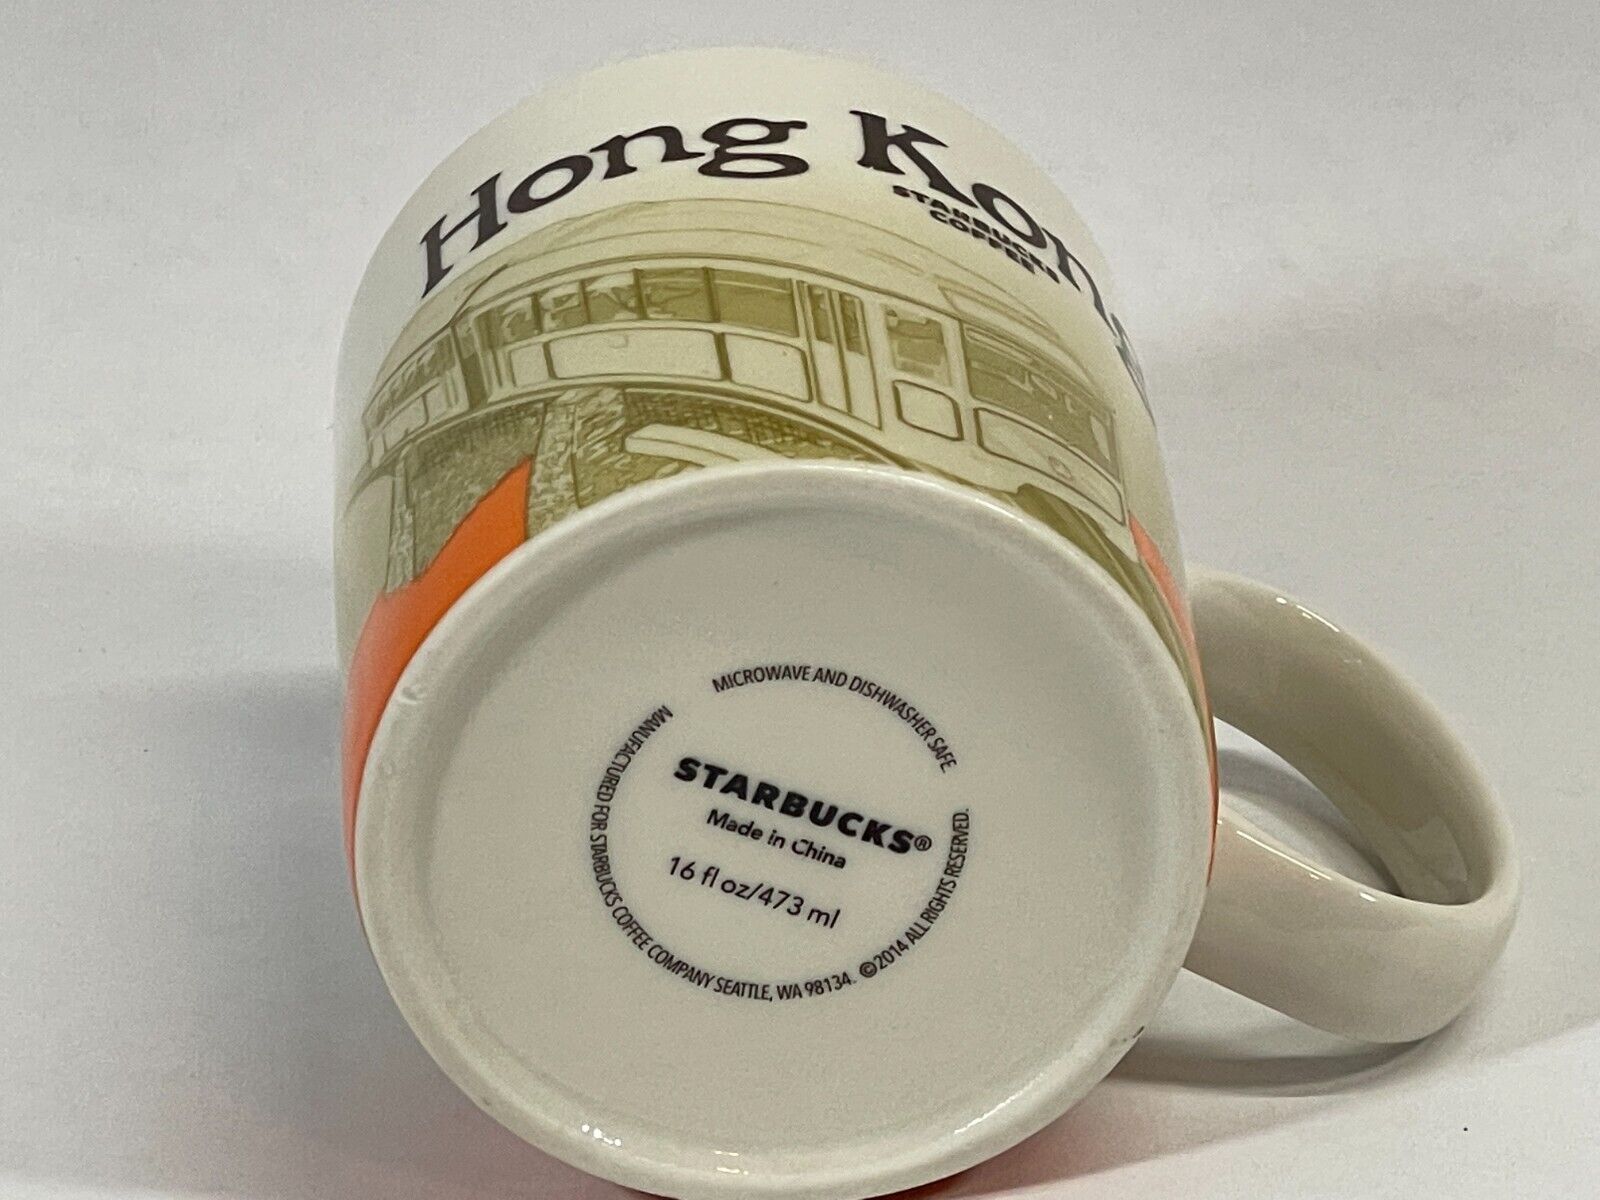 Hong Kong
STARBUCKS
COFFEE
MICROWAVE AND DISHWASHER SAFE.
STARBUCKS®
Made in China
16 fl oz/473 ml
MANUFACTURED FOR STARBUCKS COFFEE COMPANY SEATTLE, WA 98134. ©2014 ALL RIGHTS RESERVED.